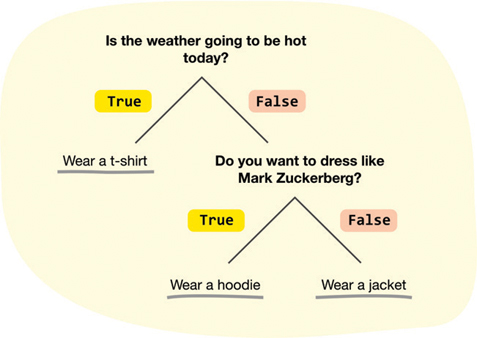 Is the weather going to be hot
today?
True
False
Wear a t-shirt
Do you want to dress like
Mark Zuckerberg?
True
False
Wear a hoodie
Wear a jacket